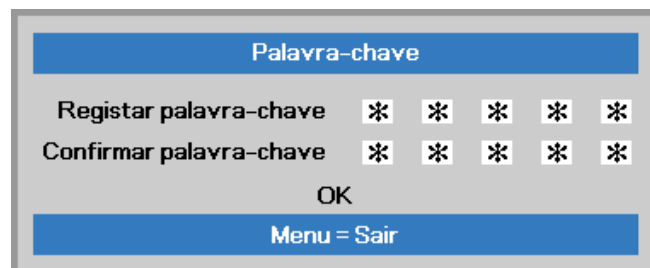 Palavra-chave
Registar palavra-chave * * * * *
Confirmar palavra-chave * * * * *
OK
Menu = Sair